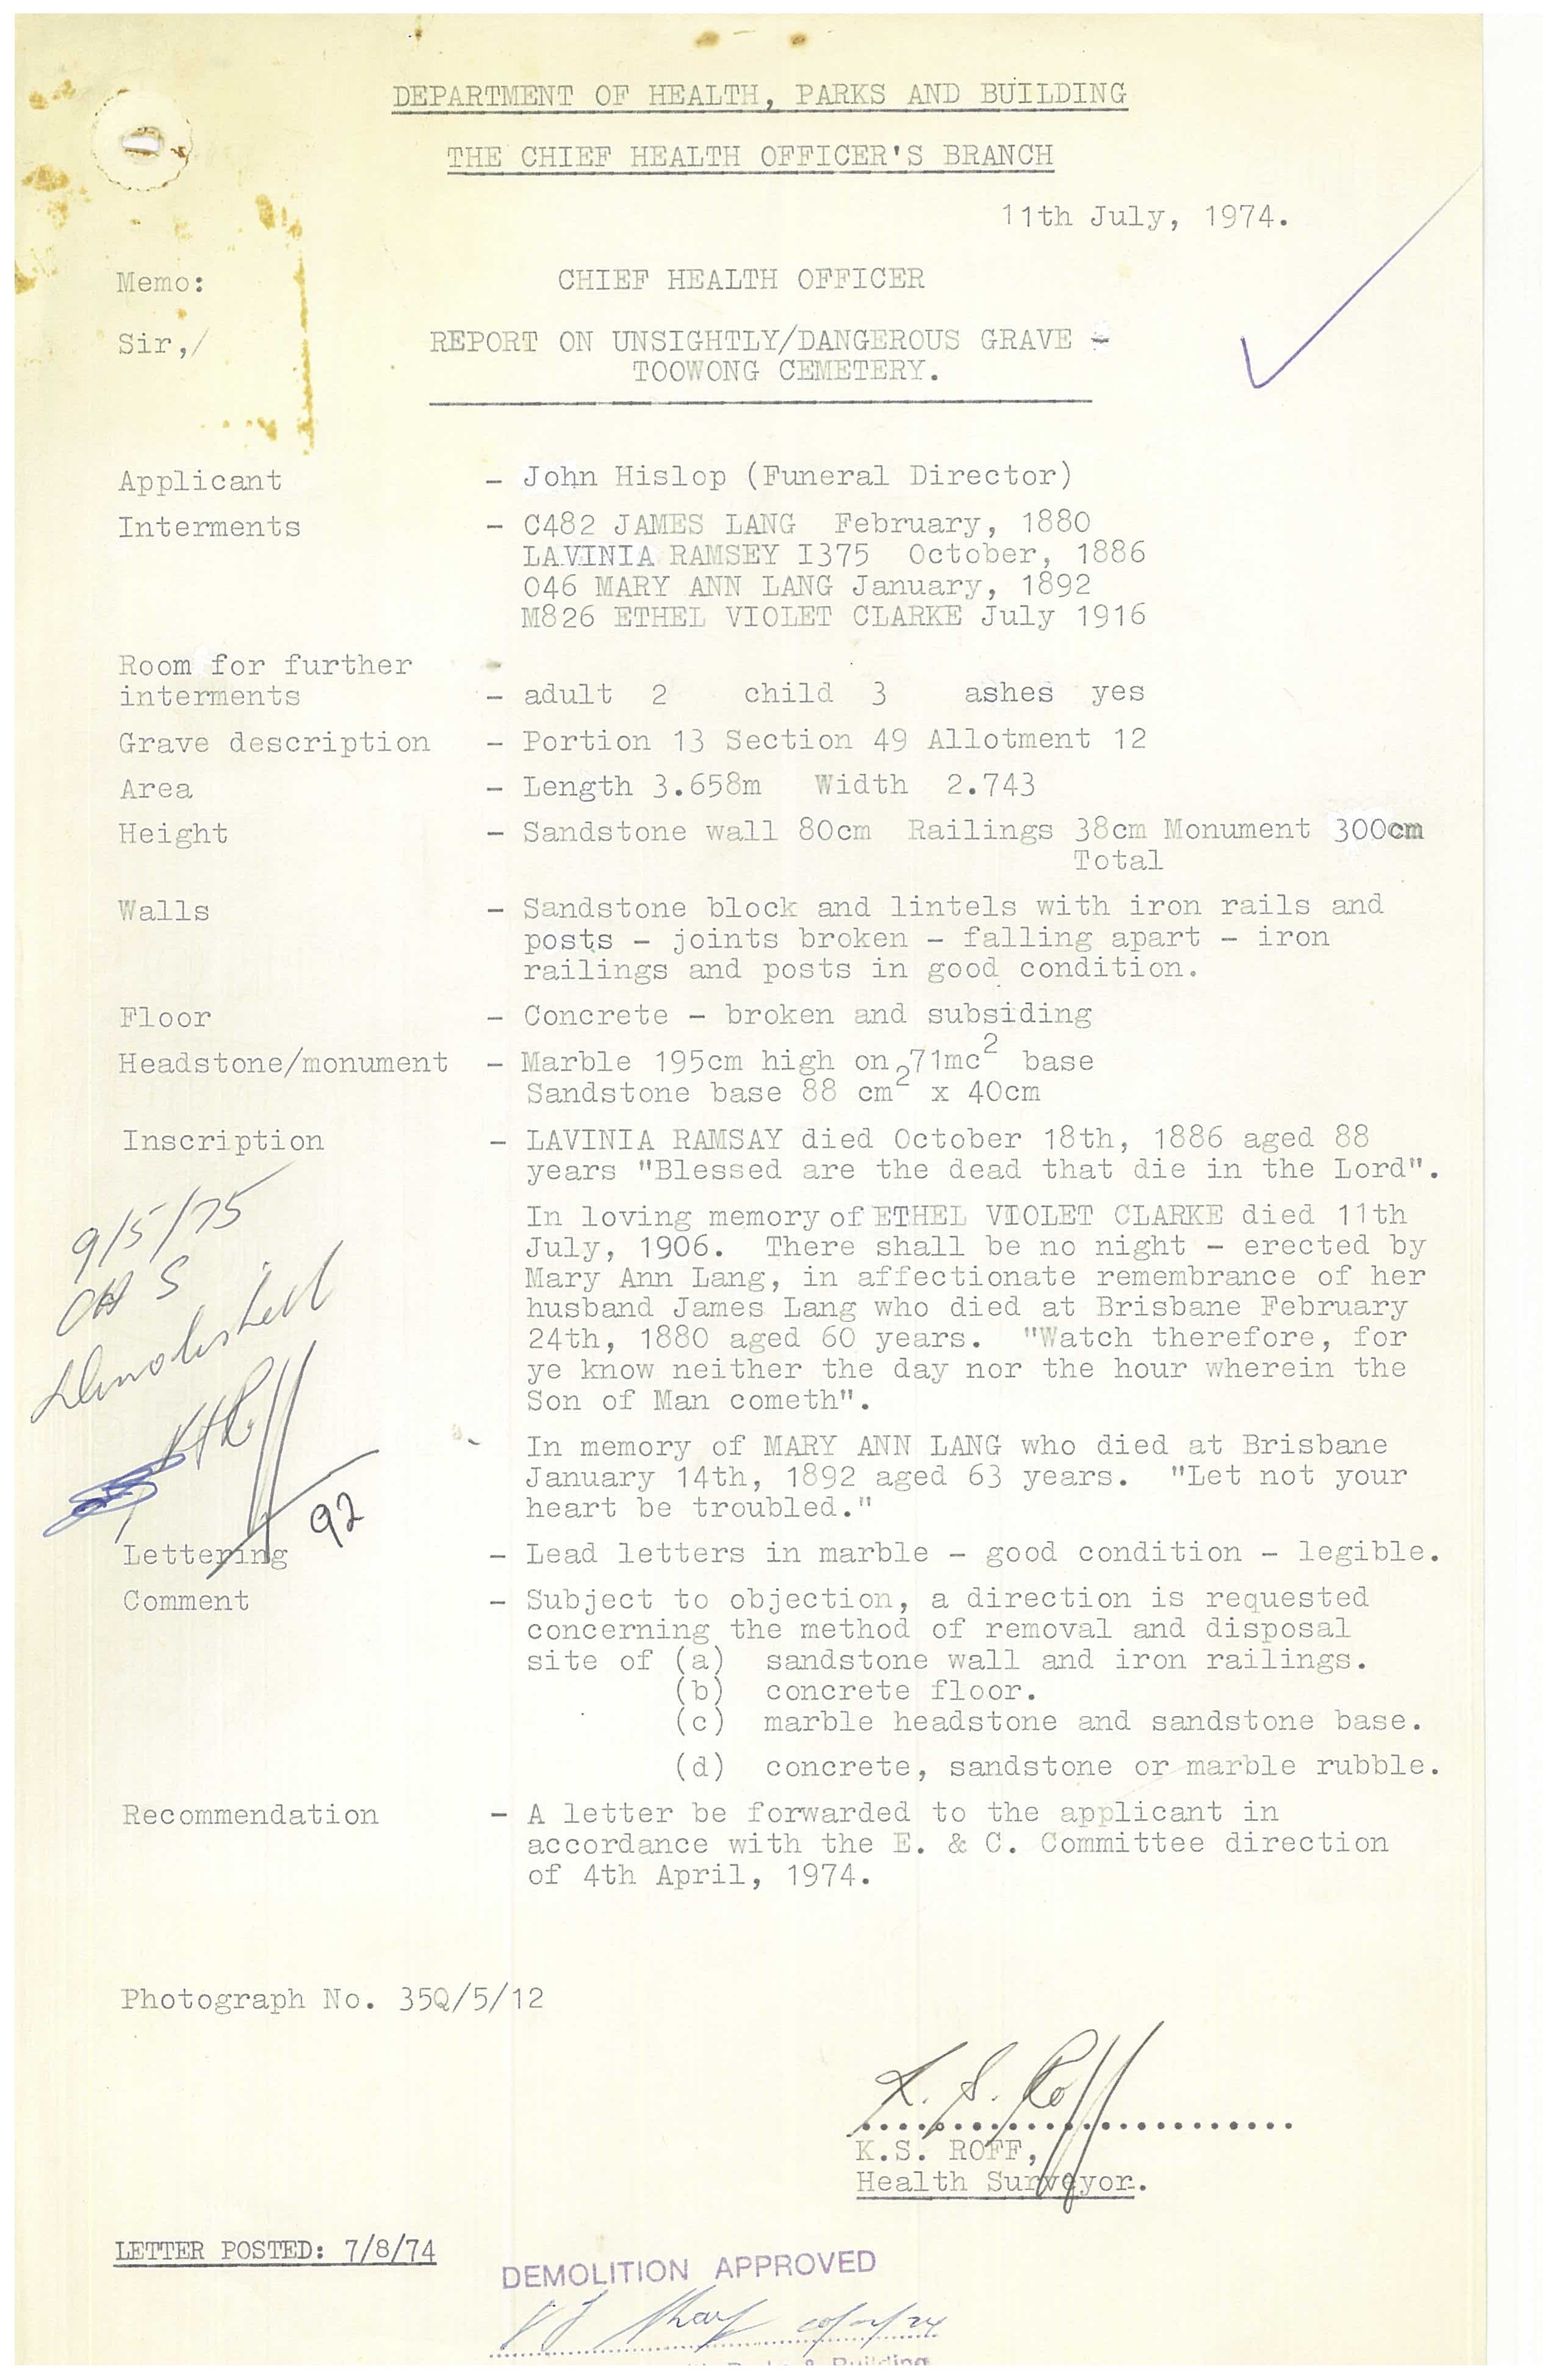 DEPARTMENT OF HEALTH, PARKS AND BUILDING
THE CHIEF HEALTH OFFICER'S BRANCH
11th July, 1974.
Memo: CHIEF HEALTH OFFICER
Sir,/ REPORT ON UNSIGHTLY/DANGEROUS GRAVE -
TOOWONG CEMETERY.
Applicant - John Hislop (Funeral Director)
Interments - C482 JAMES LANG February, 1880
LAVINIA RAMSEY I375 October, 1886
046 MARY ANN LANG January, 1892
M826 ETHEL VIOLET CLARKE July 1916
Room for further
interments - adult 2 child 3 ashes yes
Grave description - Portion 13 Section 49 Allotment 12
Area - Length 3.658m Width 2.743
Height - Sandstone wall 80cm Railings 38cm Monument 300cm
Total
Walls - Sandstone block and lintels with iron rails and
posts - joints broken - falling apart - iron
railings and posts in good condition.
Floor - Concrete - broken and subsiding
Headstone/monument - Marble 195cm high on 71mc² base
Sandstone base 88 cm² x 40cm
Inscription - LAVINIA RAMSAY died October 18th, 1886 aged 88
years "Blessed are the dead that die in the Lord".
In loving memory of ETHEL VIOLET CLARKE died 11th
July, 1906. There shall be no night - erected by
Mary Ann Lang, in affectionate remembrance of her
husband James Lang who died at Brisbane February
24th, 1880 aged 60 years. "Watch therefore, for
ye know neither the day nor the hour wherein the
Son of Man cometh".
In memory of MARY ANN LANG who died at Brisbane
January 14th, 1892 aged 63 years. "Let not your
heart be troubled."
9/5/75
Demolished
92
Lettering - Lead letters in marble - good condition - legible.
Comment - Subject to objection, a direction is requested
concerning the method of removal and disposal
site of (a) sandstone wall and iron railings.
(b) concrete floor.
(c) marble headstone and sandstone base.
(d) concrete, sandstone or marble rubble.
Recommendation - A letter be forwarded to the applicant in
accordance with the E. & C. Committee direction
of 4th April, 1974.
Photograph No. 35Q/5/12
K. S. Roff
K.S. ROFF,
Health Surveyor.
LETTER POSTED: 7/8/74
DEMOLITION APPROVED